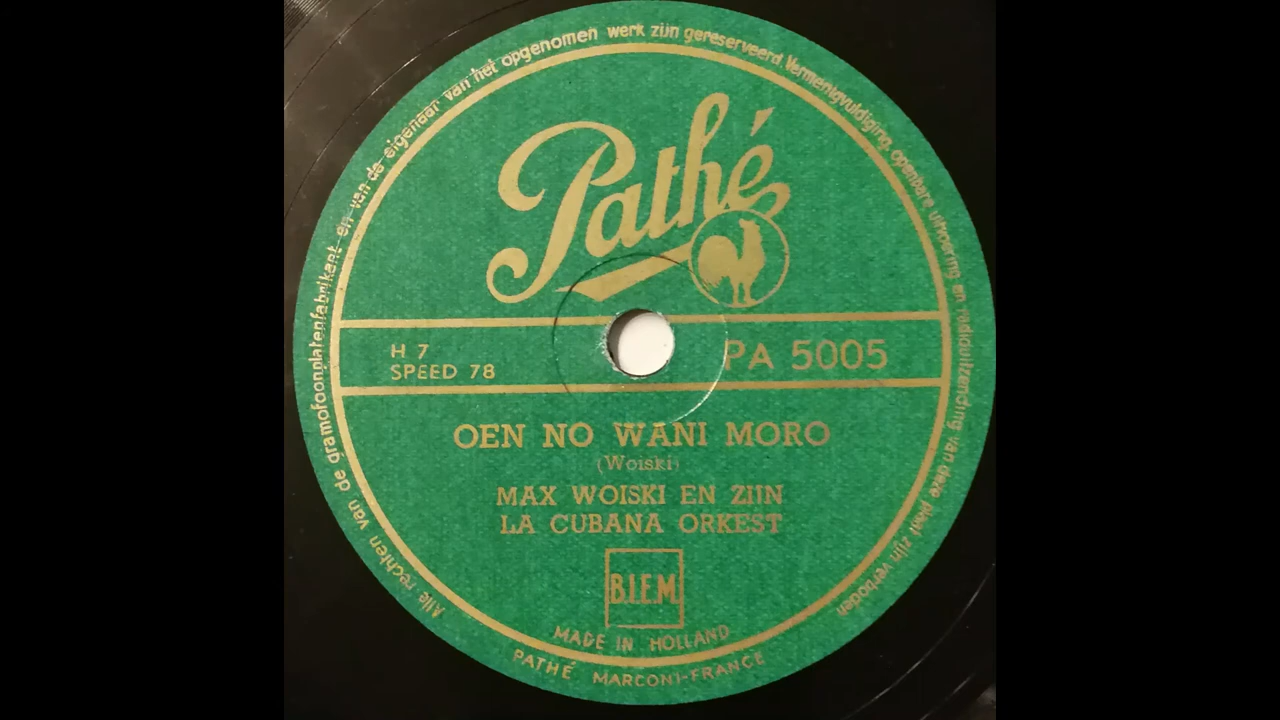 Alle rechten van de gramofoonplatenfabrikant en van de eigenaar van het opgenomen werk zijn gereserveerd. Vermenigvuldiging, openbare uitvoering en radiouitzending van deze plaat zijn verboden
Pathé
H 7
SPEED 78
PA 5005
OEN NO WANI MORO
(Woiski)
MAX WOISKI EN ZIJN
LA CUBANA ORKEST
B.I.E.M.
MADE IN HOLLAND
PATHÉ MARCONI-FRANCE